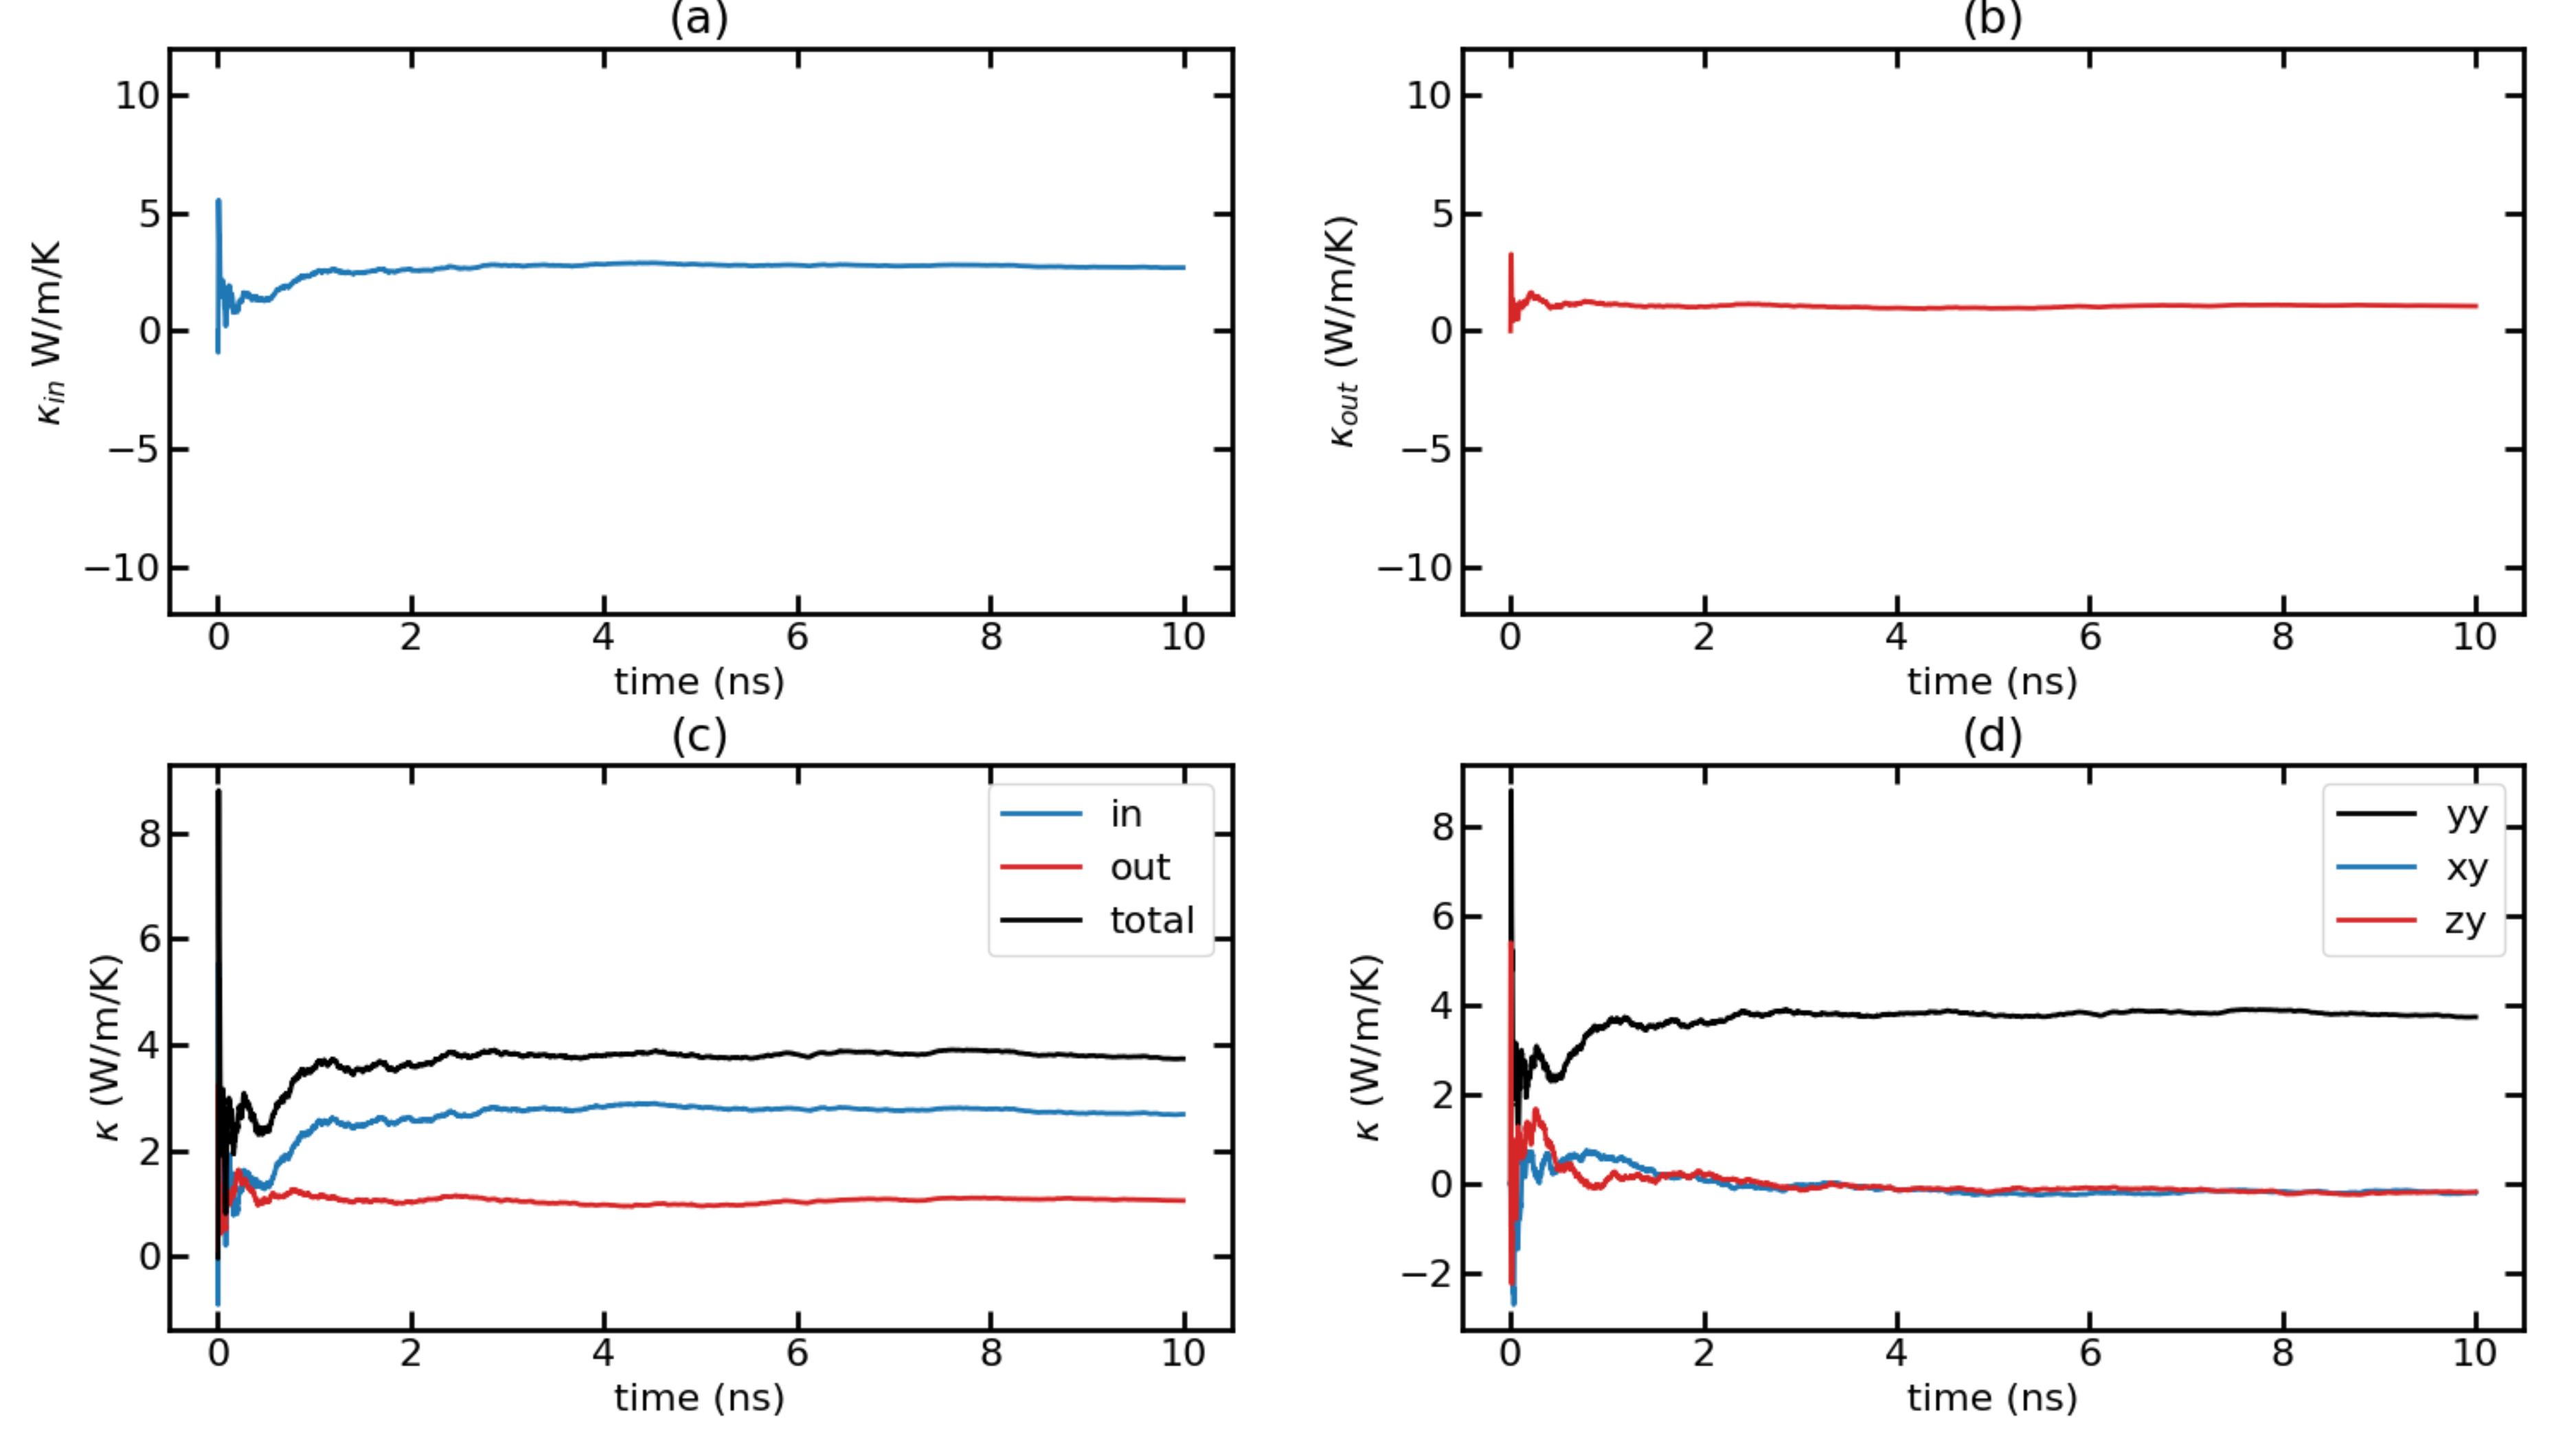 (a)
10
5
0
−5
−10
κin W/m/K
0 2 4 6 8 10
time (ns)
(b)
10
5
0
−5
−10
κout (W/m/K)
0 2 4 6 8 10
time (ns)
(c)
8
6
4
2
0
κ (W/m/K)
in
out
total
0 2 4 6 8 10
time (ns)
(d)
8
6
4
2
0
−2
κ (W/m/K)
yy
xy
zy
0 2 4 6 8 10
time (ns)